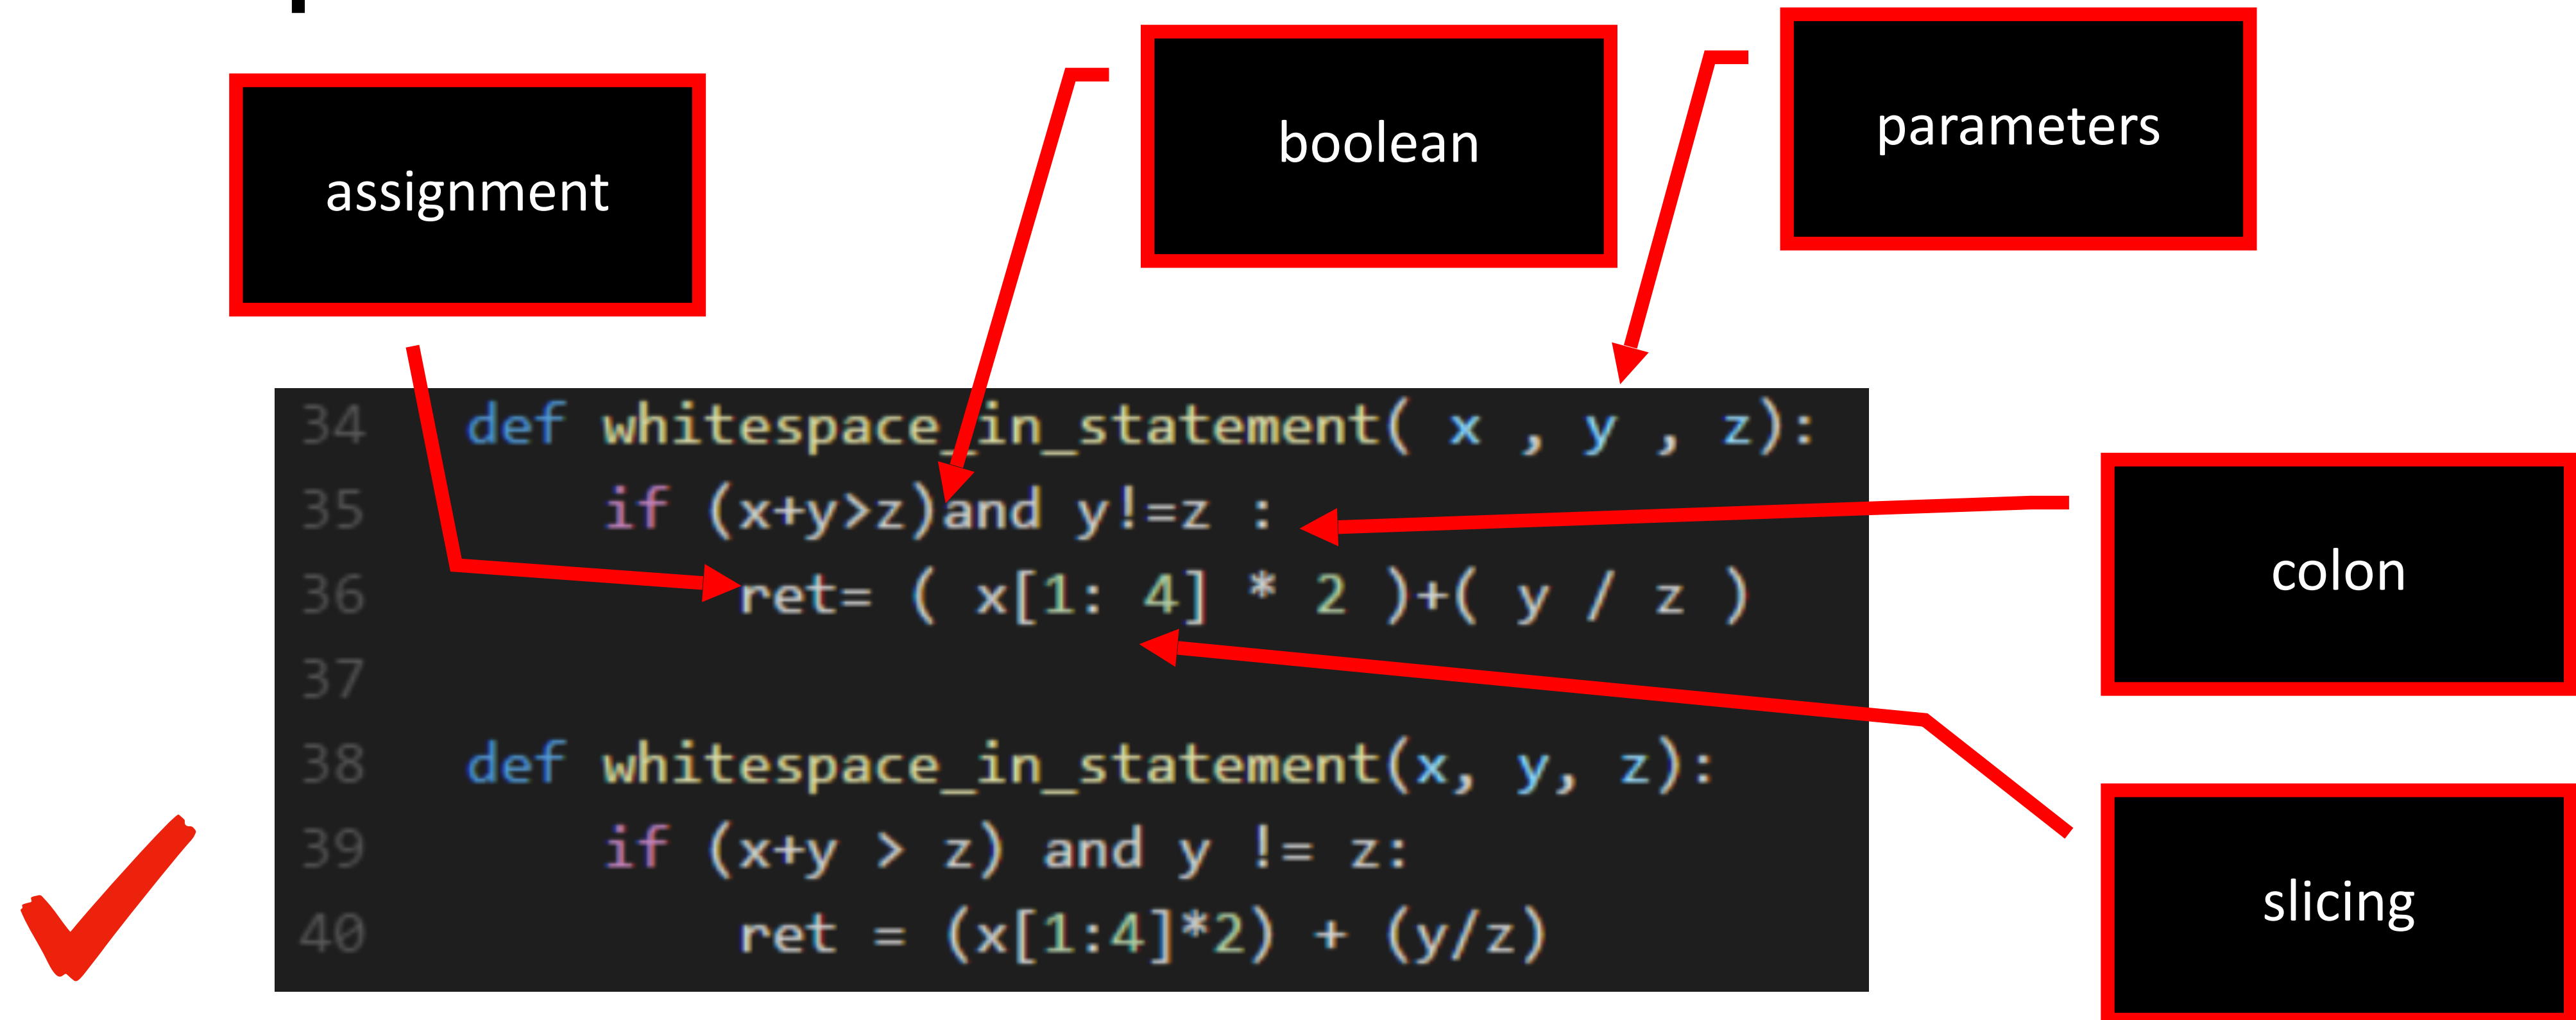 assignment
boolean
parameters
34 def whitespace_in_statement( x , y , z):
35 if (x+y>z)and y!=z :
36 ret= ( x[1: 4] * 2 )+( y / z )
37
38 def whitespace_in_statement(x, y, z):
39 if (x+y > z) and y != z:
40 ret = (x[1:4]*2) + (y/z)
colon
slicing